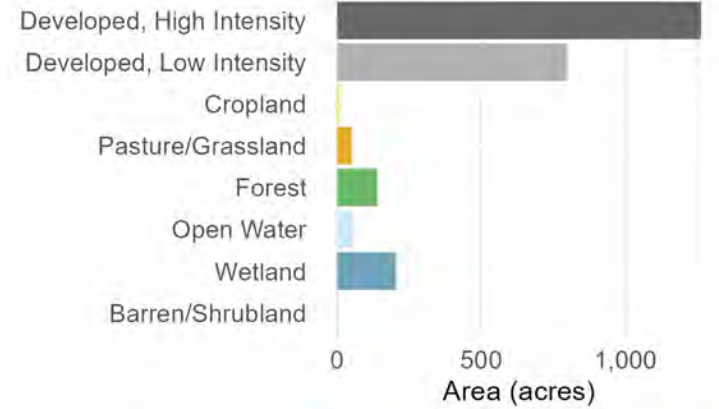 Developed, High Intensity
Developed, Low Intensity
Cropland
Pasture/Grassland
Forest
Open Water
Wetland
Barren/Shrubland
0 500 1,000
Area (acres)